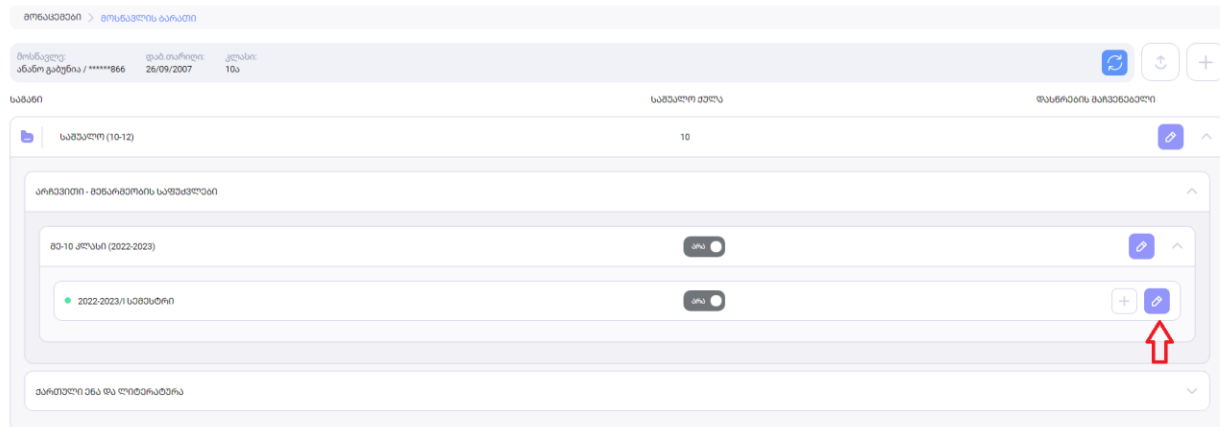 მონაცემები > მოსწავლის ბარათი
მოსწავლე: დაბ.თარიღი: კლასი:
ანანო გაბუნია / ******866 26/09/2007 10ა
საგანი საშუალო ქულა დასწრების მაჩვენებელი
საშუალო (10-12) 10
არჩევითი - მეწარმეობის საფუძვლები
მე-10 კლასი (2022-2023) არა
2022-2023/I სემესტრი არა
ქართული ენა და ლიტერატურა